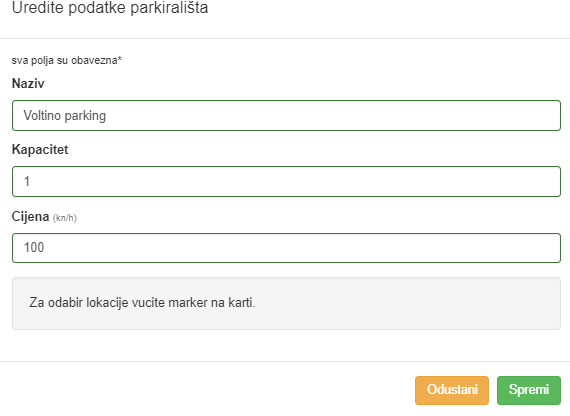 Uredite podatke parkirališta
sva polja su obavezna*
Naziv
Voltino parking
Kapacitet
1
Cijena (kn/h)
100
Za odabir lokacije vucite marker na karti.
Odustani Spremi